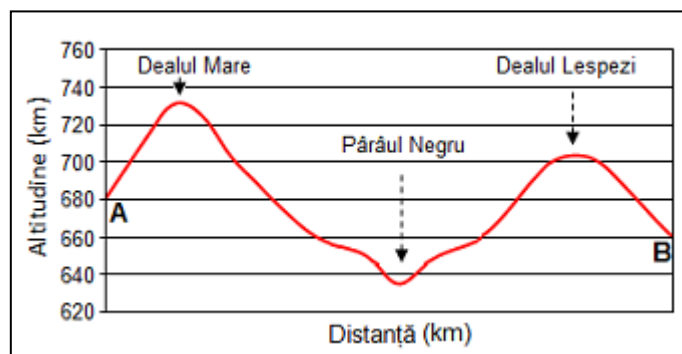 Altitudine (km)
760
740
720
700
680
660
640
620
Dealul Mare
Dealul Lespezi
Pârâul Negru
A
B
Distanță (km)